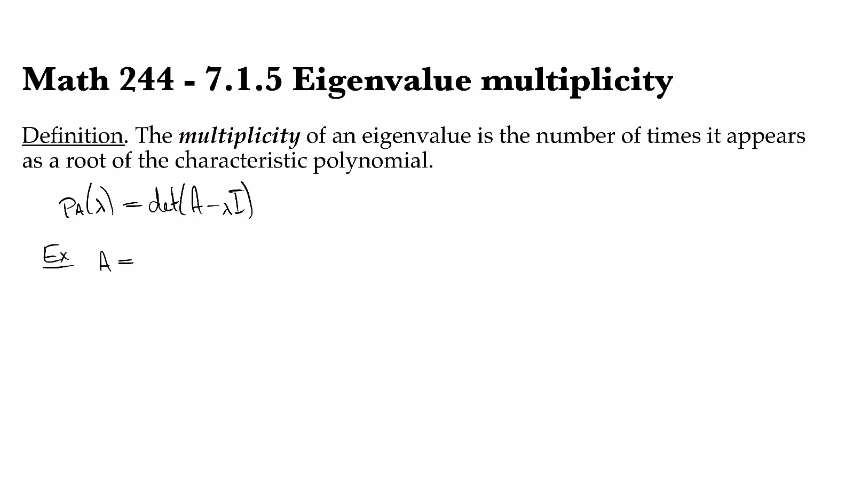 Math 244 - 7.1.5 Eigenvalue multiplicity
Definition. The multiplicity of an eigenvalue is the number of times it appears
as a root of the characteristic polynomial.
p_A(λ) = det(A-λI)
Ex A =